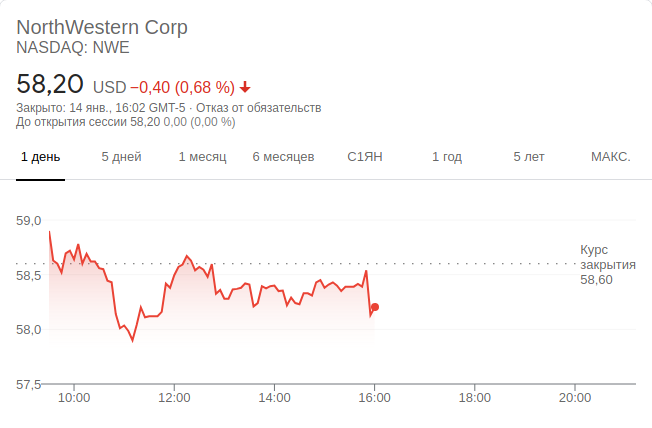 NorthWestern Corp
NASDAQ: NWE
58,20 USD −0,40 (0,68 %)
Закрыто: 14 янв., 16:02 GMT-5 · Отказ от обязательств
До открытия сессии 58,20 0,00 (0,00 %)
1 день 5 дней 1 месяц 6 месяцев С1ЯН 1 год 5 лет МАКС.
59,0
Курс
закрытия
58,5
58,60
58,0
57,5
10:00 12:00 14:00 16:00 18:00 20:00